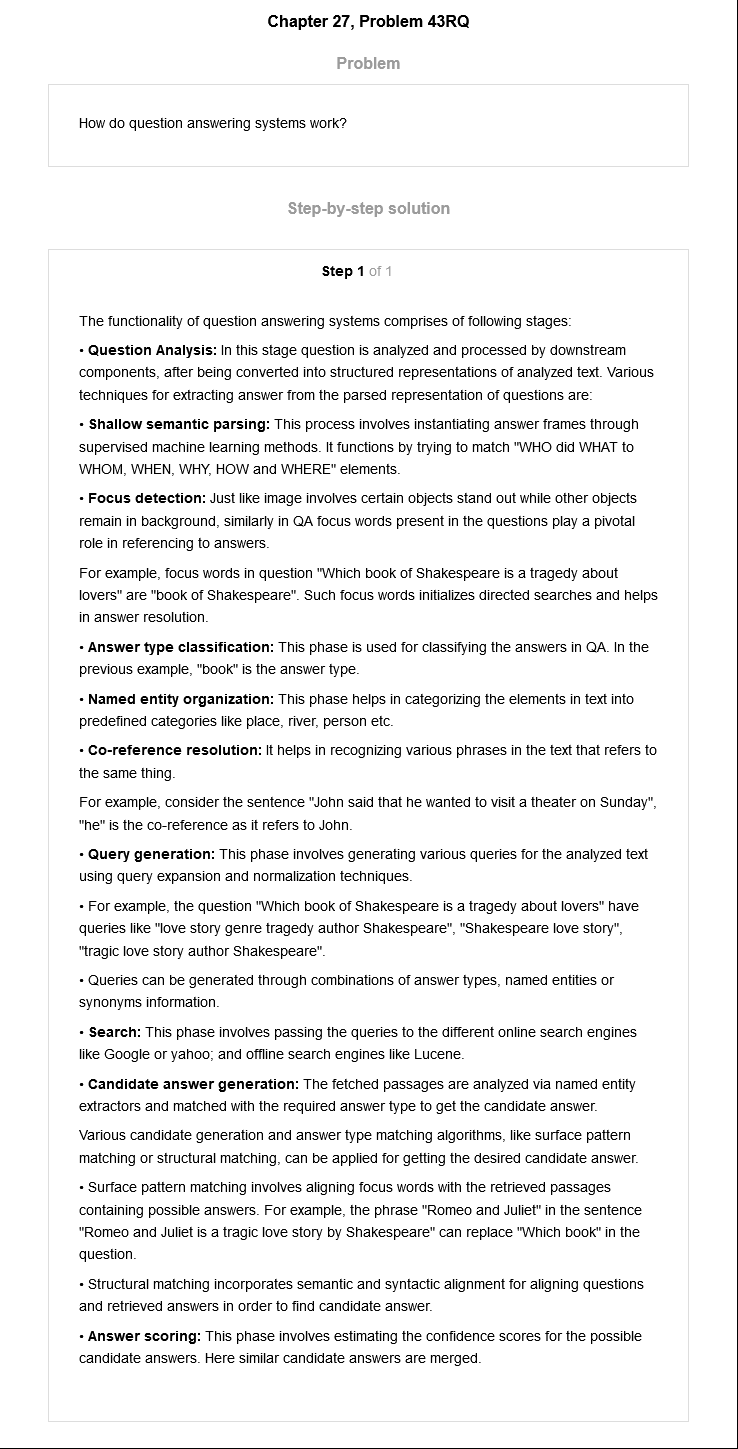 Chapter 27, Problem 43RQ
Problem
How do question answering systems work?
Step-by-step solution
Step 1 of 1
The functionality of question answering systems comprises of following stages:
• Question Analysis: In this stage question is analyzed and processed by downstream
components, after being converted into structured representations of analyzed text. Various
techniques for extracting answer from the parsed representation of questions are:
• Shallow semantic parsing: This process involves instantiating answer frames through
supervised machine learning methods. It functions by trying to match "WHO did WHAT to
WHOM, WHEN, WHY, HOW and WHERE" elements.
• Focus detection: Just like image involves certain objects stand out while other objects
remain in background, similarly in QA focus words present in the questions play a pivotal
role in referencing to answers.
For example, focus words in question "Which book of Shakespeare is a tragedy about
lovers" are "book of Shakespeare". Such focus words initializes directed searches and helps
in answer resolution.
• Answer type classification: This phase is used for classifying the answers in QA. In the
previous example, "book" is the answer type.
• Named entity organization: This phase helps in categorizing the elements in text into
predefined categories like place, river, person etc.
• Co-reference resolution: It helps in recognizing various phrases in the text that refers to
the same thing.
For example, consider the sentence "John said that he wanted to visit a theater on Sunday",
"he" is the co-reference as it refers to John.
• Query generation: This phase involves generating various queries for the analyzed text
using query expansion and normalization techniques.
• For example, the question "Which book of Shakespeare is a tragedy about lovers" have
queries like "love story genre tragedy author Shakespeare", "Shakespeare love story",
"tragic love story author Shakespeare".
• Queries can be generated through combinations of answer types, named entities or
synonyms information.
• Search: This phase involves passing the queries to the different online search engines
like Google or yahoo; and offline search engines like Lucene.
• Candidate answer generation: The fetched passages are analyzed via named entity
extractors and matched with the required answer type to get the candidate answer.
Various candidate generation and answer type matching algorithms, like surface pattern
matching or structural matching, can be applied for getting the desired candidate answer.
• Surface pattern matching involves aligning focus words with the retrieved passages
containing possible answers. For example, the phrase "Romeo and Juliet" in the sentence
"Romeo and Juliet is a tragic love story by Shakespeare" can replace "Which book" in the
question.
• Structural matching incorporates semantic and syntactic alignment for aligning questions
and retrieved answers in order to find candidate answer.
• Answer scoring: This phase involves estimating the confidence scores for the possible
candidate answers. Here similar candidate answers are merged.